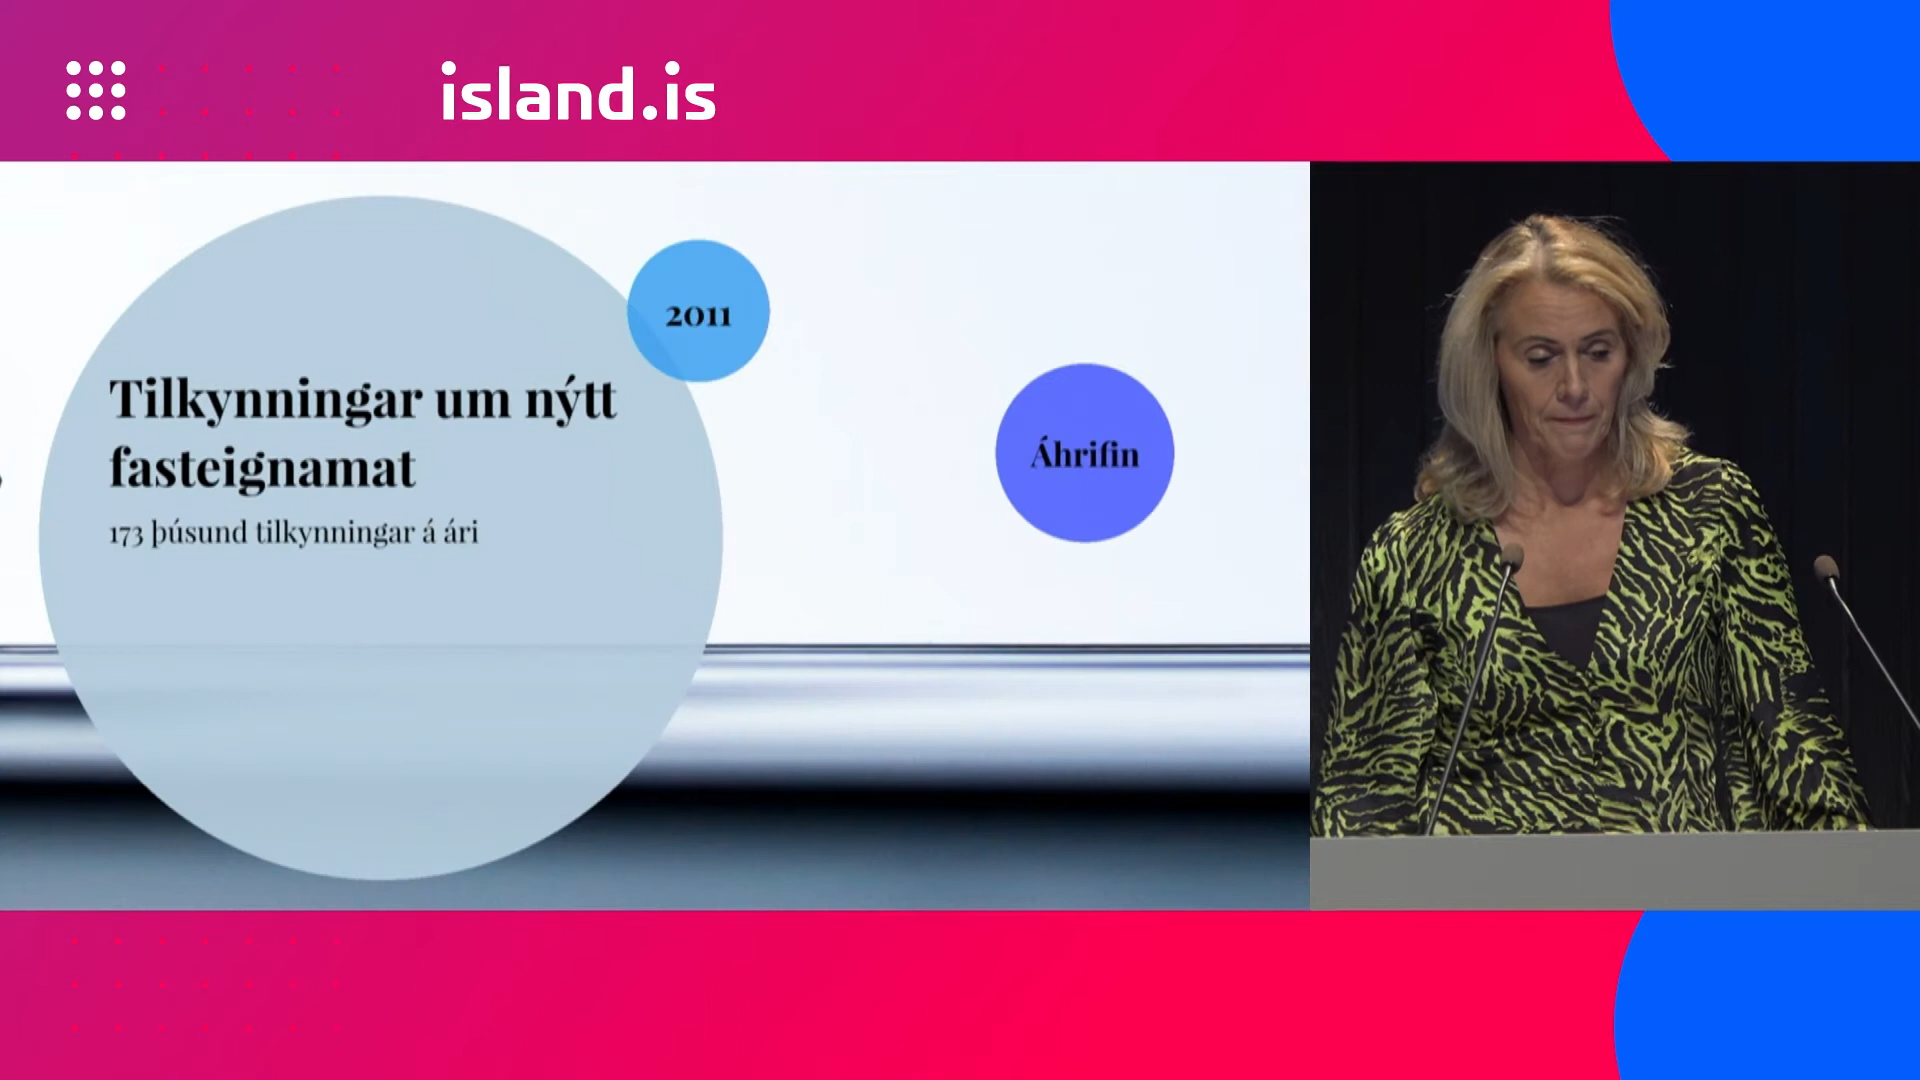 island.is
2011
Tilkynningar um nýtt
fasteignamat
173 þúsund tilkynningar á ári
Áhrifin